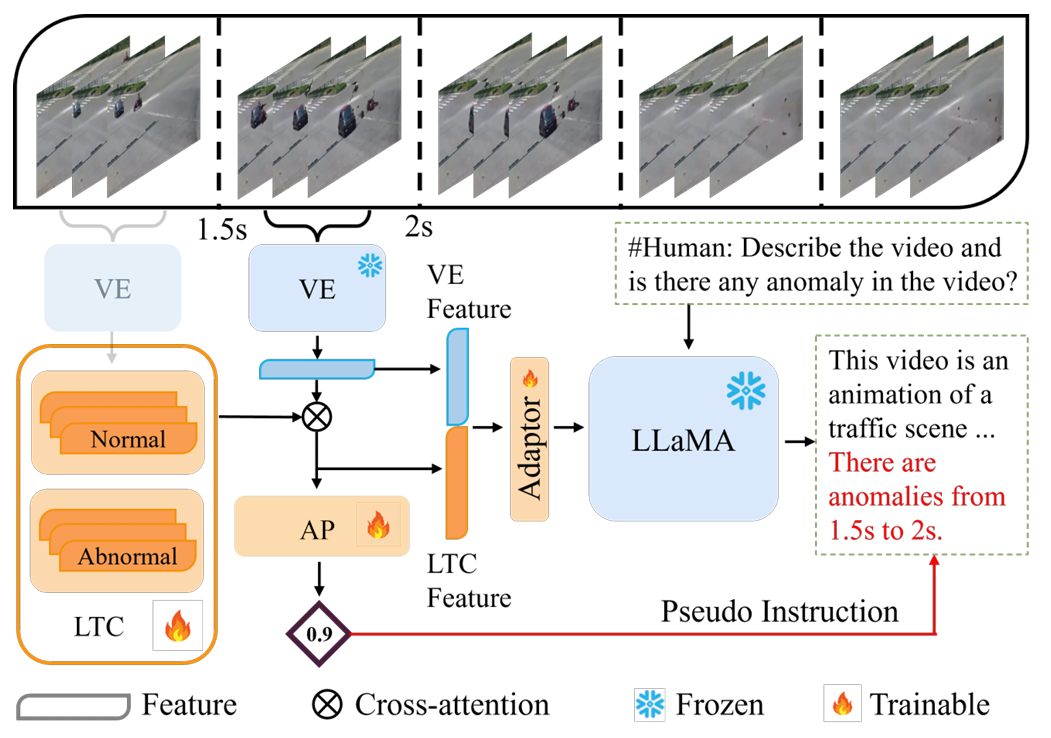 1.5s
2s
VE
VE
VE
Feature
#Human: Describe the video and
is there any anomaly in the video?
Normal
Abnormal
LTC
AP
0.9
LTC
Feature
Adaptor
LLaMA
This video is an
animation of a
traffic scene ...
There are
anomalies from
1.5s to 2s.
Pseudo Instruction
Feature
Cross-attention
Frozen
Trainable